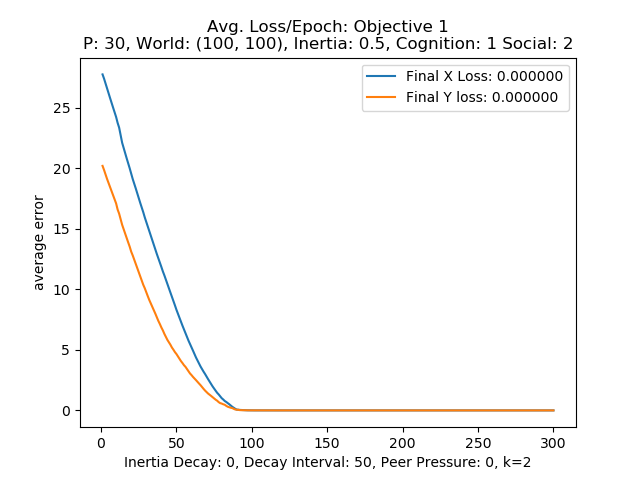 Avg. Loss/Epoch: Objective 1
P: 30, World: (100, 100), Inertia: 0.5, Cognition: 1 Social: 2
Final X Loss: 0.000000
Final Y loss: 0.000000
25
20
15
10
5
0
average error
0 50 100 150 200 250 300
Inertia Decay: 0, Decay Interval: 50, Peer Pressure: 0, k=2